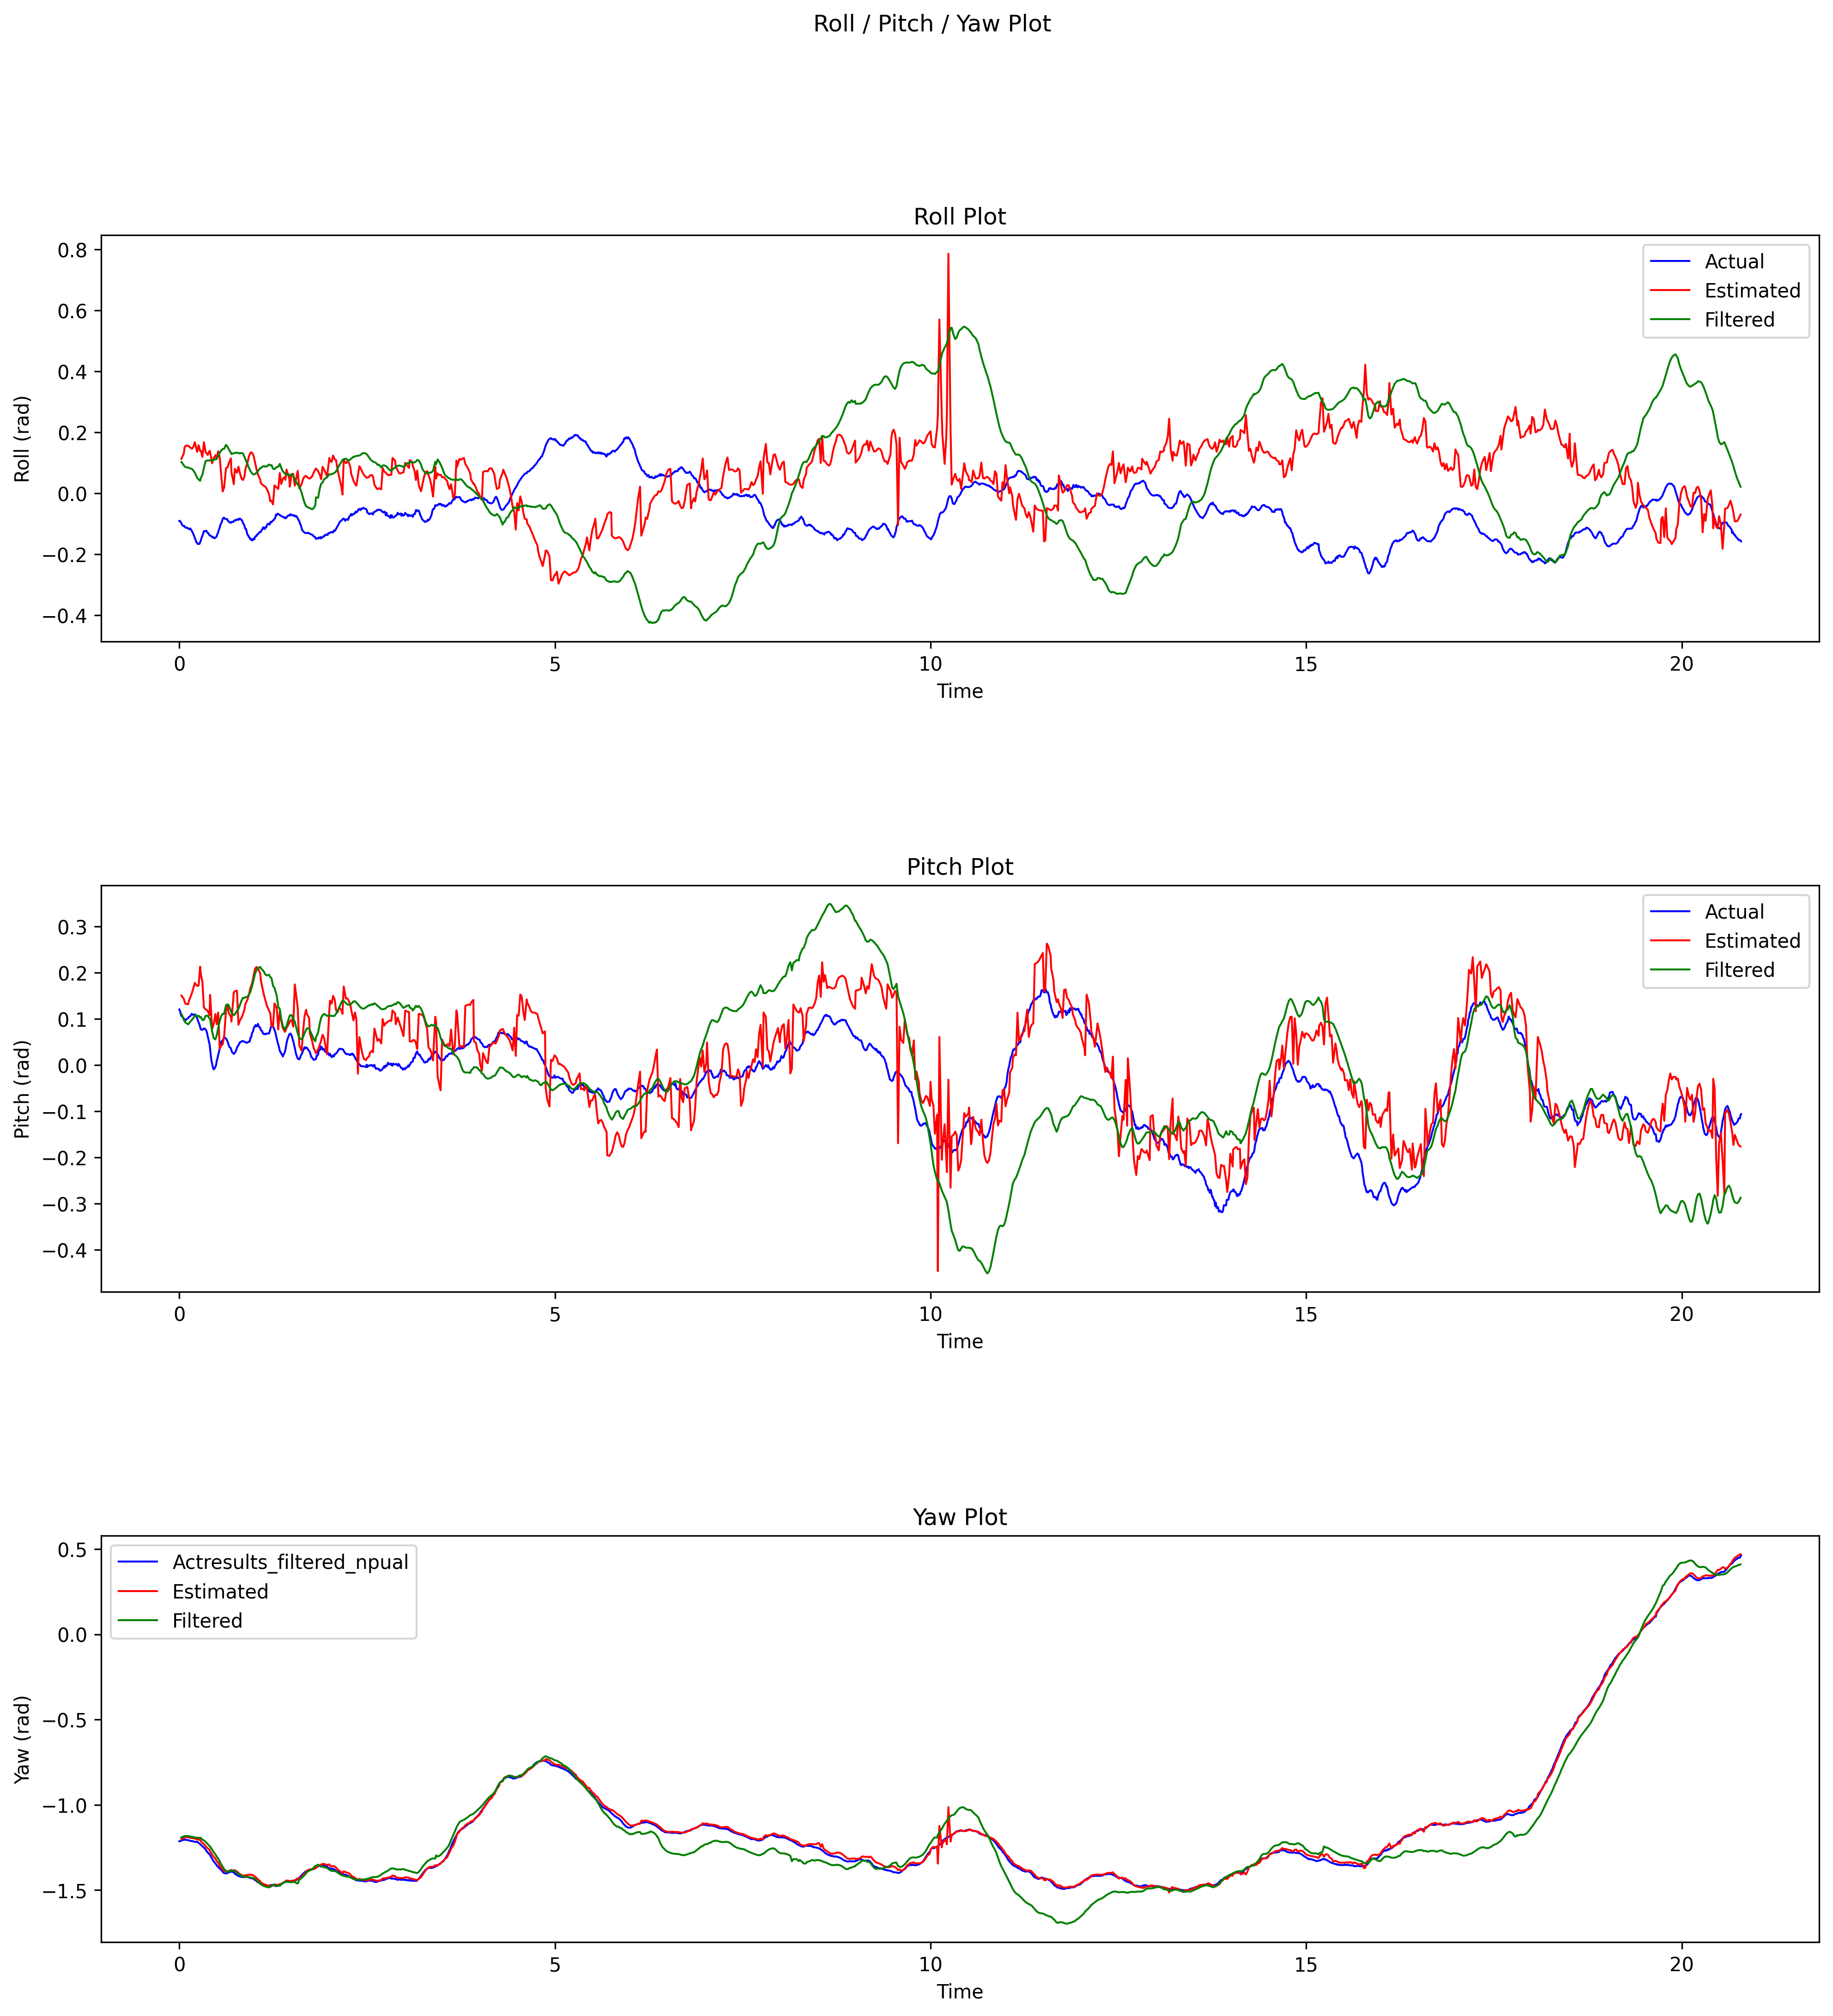 Roll / Pitch / Yaw Plot
Roll Plot
Roll (rad)
0.8
0.6
0.4
0.2
0.0
−0.2
−0.4
Actual
Estimated
Filtered
0 5 10 15 20
Time
Pitch Plot
Pitch (rad)
0.3
0.2
0.1
0.0
−0.1
−0.2
−0.3
−0.4
Actual
Estimated
Filtered
0 5 10 15 20
Time
Yaw Plot
Yaw (rad)
0.5
0.0
−0.5
−1.0
−1.5
Actresults_filtered_npual
Estimated
Filtered
0 5 10 15 20
Time